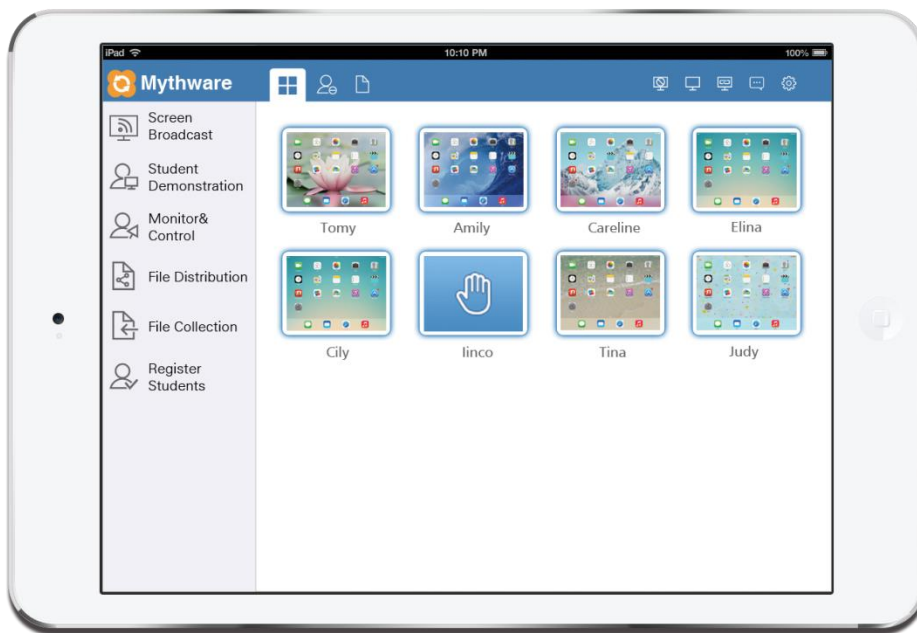 iPad 10:10 PM 100%
Mythware
Screen
Broadcast
Student
Demonstration
Monitor&
Control
File Distribution
File Collection
Register
Students
Tomy Amily Careline Elina
Cily linco Tina Judy